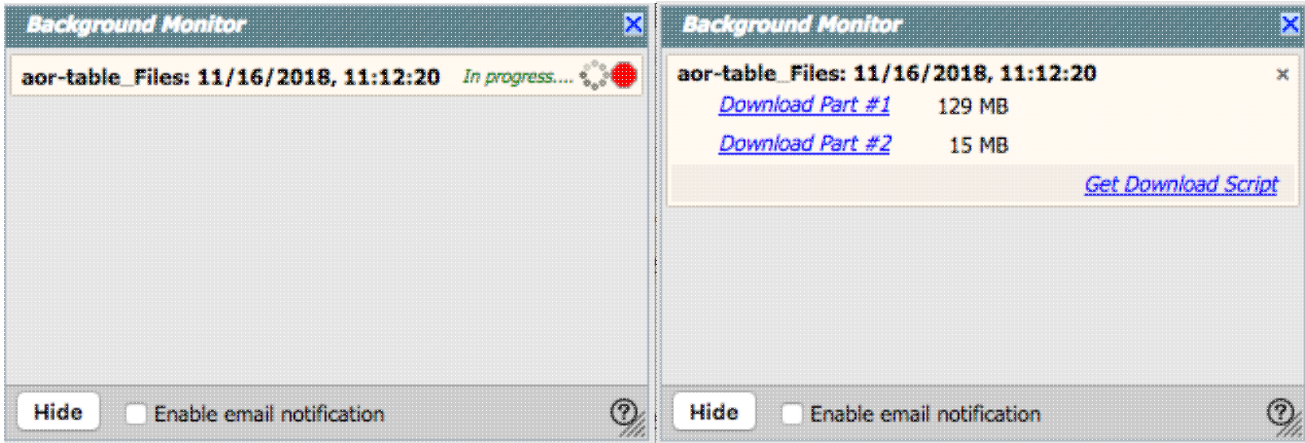 Background Monitor
aor-table_Files: 11/16/2018, 11:12:20 In progress....
Hide Enable email notification ?
Background Monitor
aor-table_Files: 11/16/2018, 11:12:20
Download Part #1 129 MB
Download Part #2 15 MB
Get Download Script
Hide Enable email notification ?